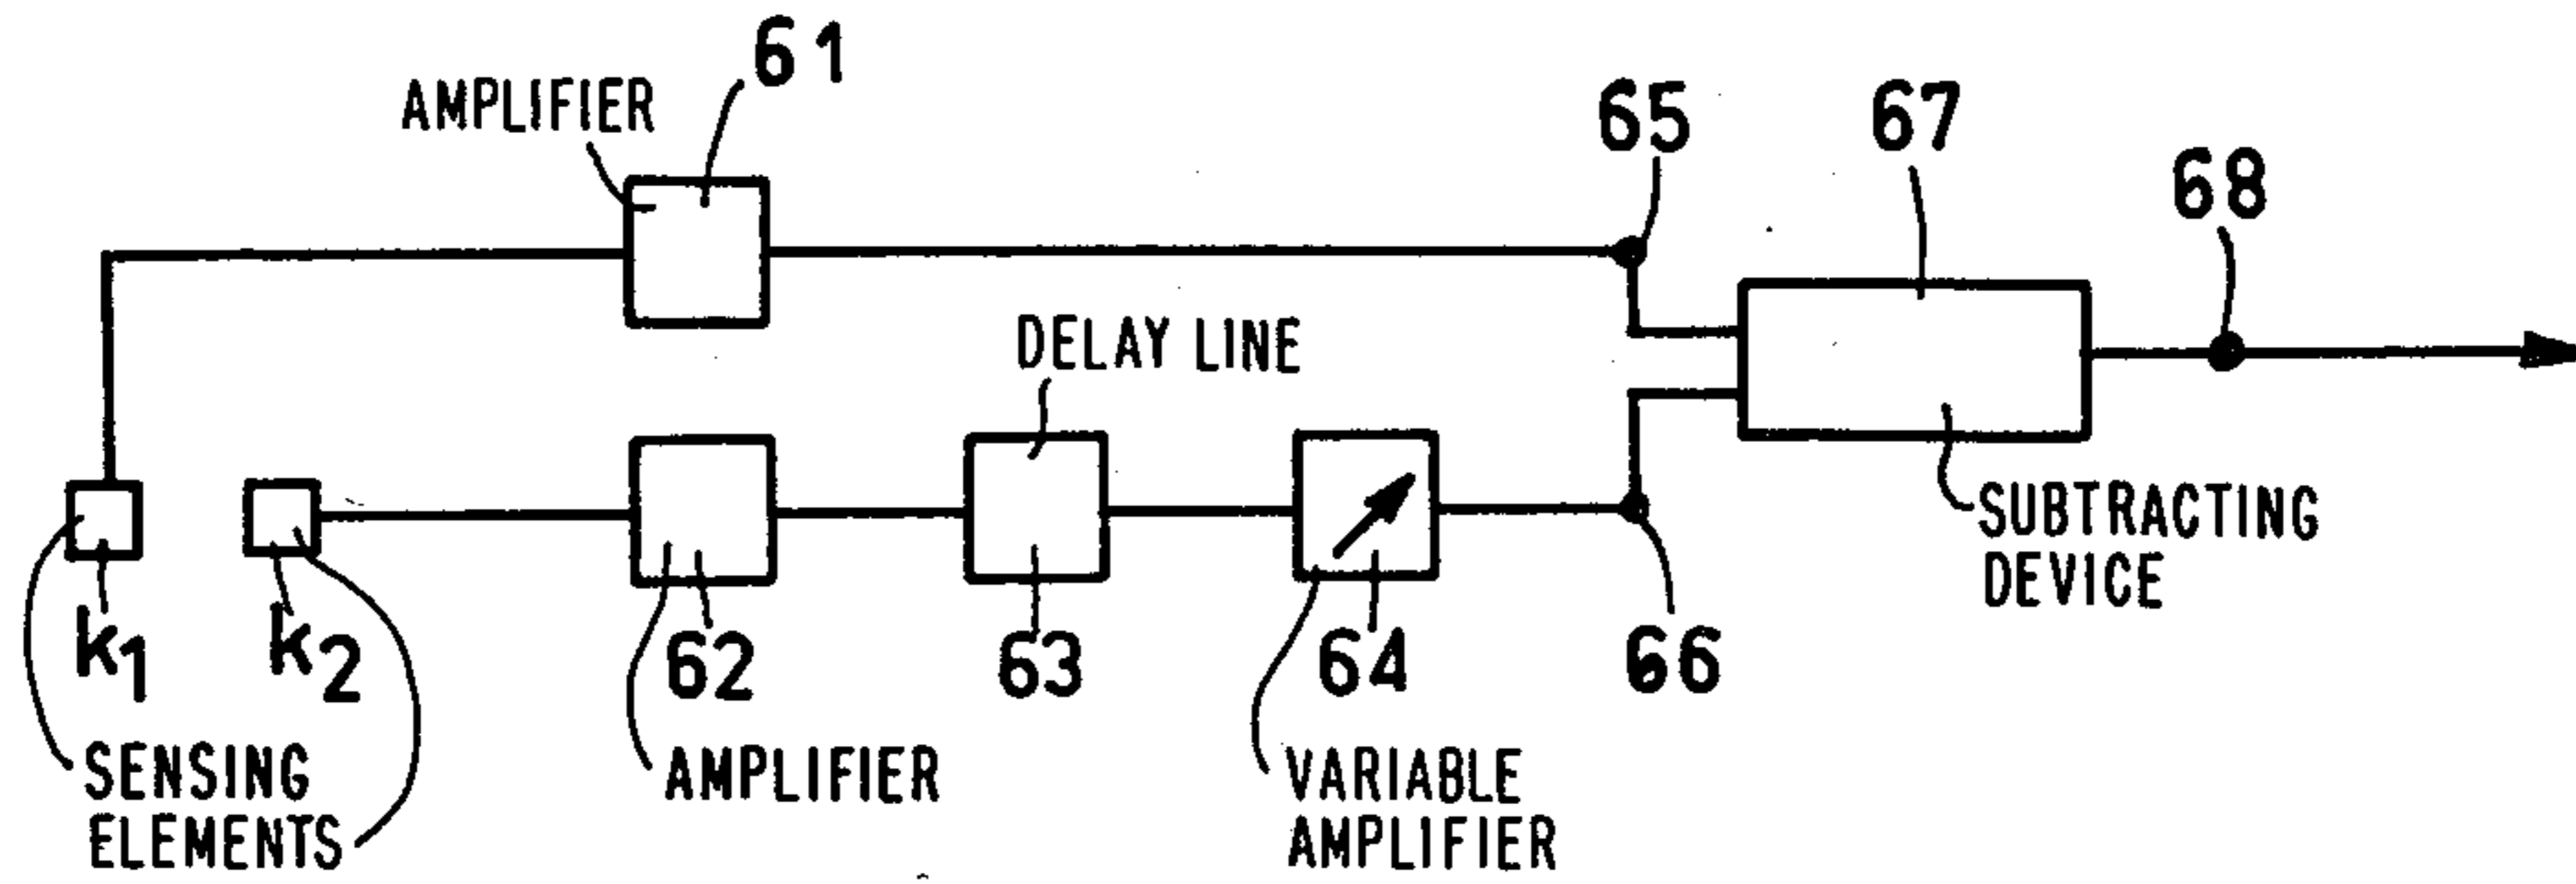 61
AMPLIFIER
65
67
68
DELAY LINE
SUBTRACTING
DEVICE
k1
k2
62
63
64
66
SENSING
ELEMENTS
AMPLIFIER
VARIABLE
AMPLIFIER